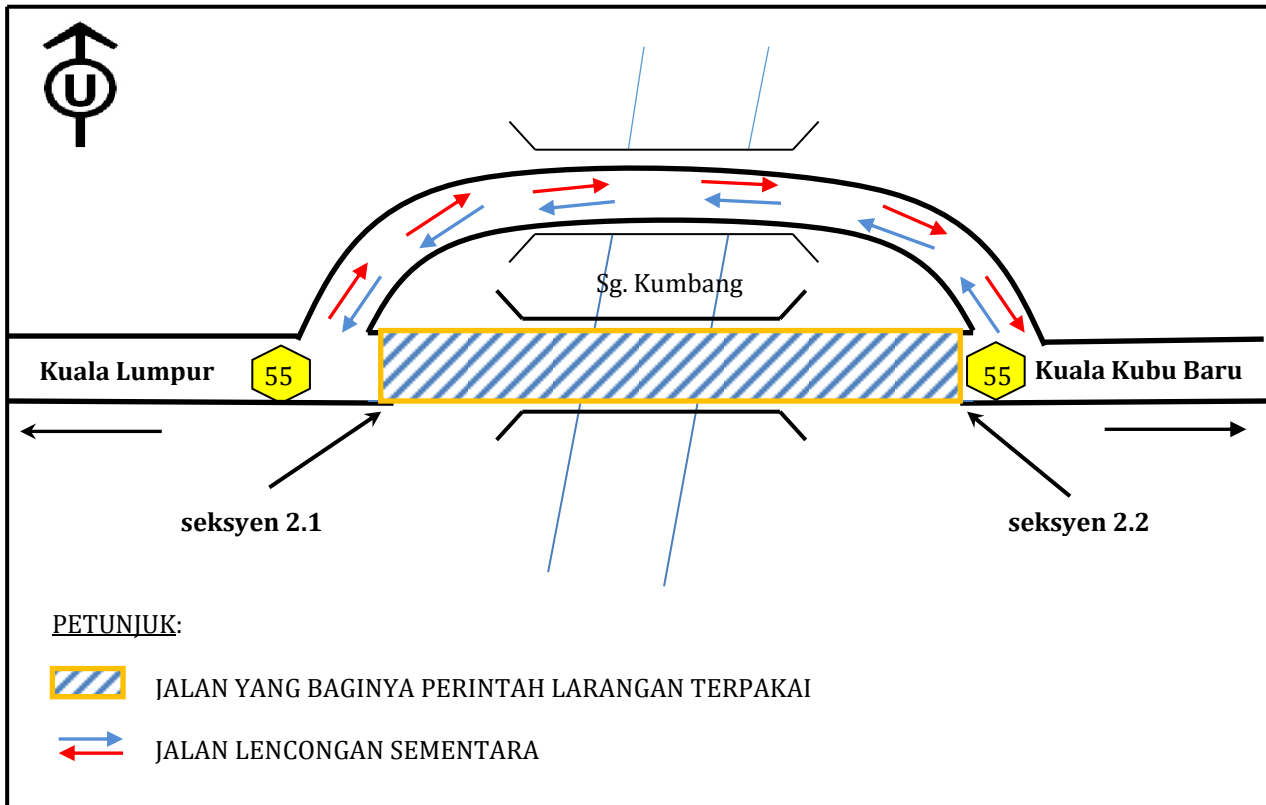 U
Sg. Kumbang
Kuala Lumpur 55 55 Kuala Kubu Baru
seksyen 2.1 seksyen 2.2
PETUNJUK:
JALAN YANG BAGINYA PERINTAH LARANGAN TERPAKAI
JALAN LENCONGAN SEMENTARA